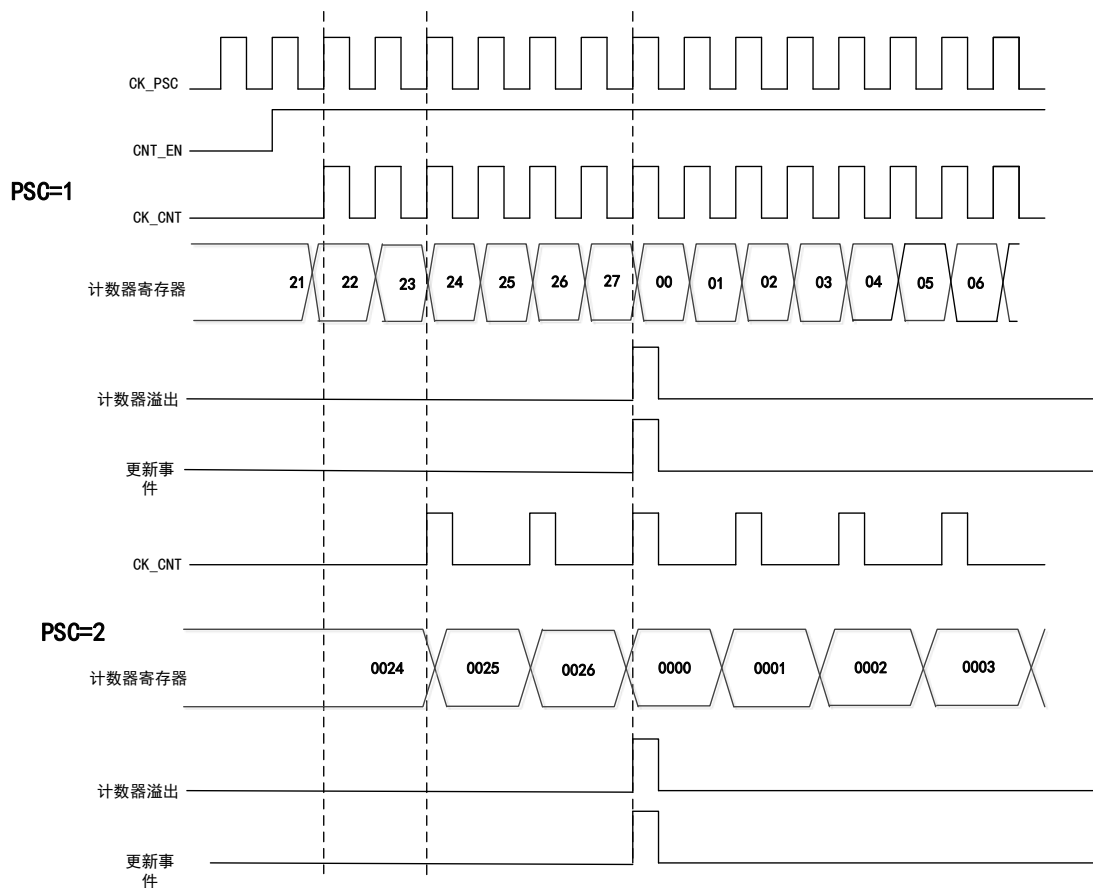 CK_PSC
CNT_EN
PSC=1
CK_CNT
计数器寄存器
21 22 23 24 25 26 27 00 01 02 03 04 05 06
计数器溢出
更新事
件
CK_CNT
PSC=2
计数器寄存器
0024 0025 0026 0000 0001 0002 0003
计数器溢出
更新事
件